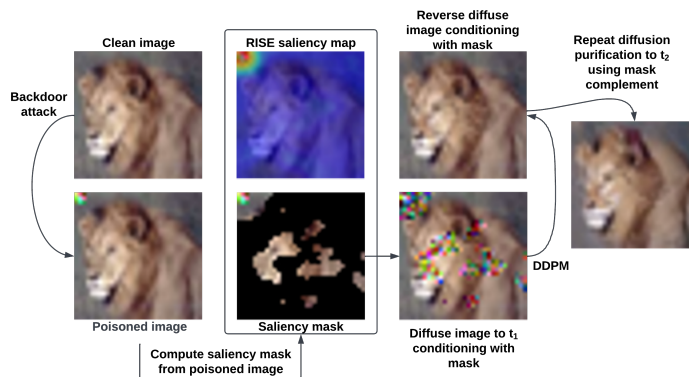 Clean image
RISE saliency map
Reverse diffuse
image conditioning
with mask
Repeat diffusion
purification to t₂
using mask
complement
Backdoor
attack
DDPM
Poisoned image
Saliency mask
Diffuse image to t₁
conditioning with
mask
Compute saliency mask
from poisoned image